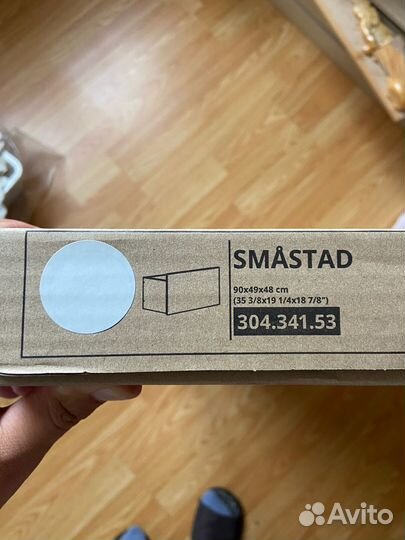 SMÅSTAD
90x49x48 cm
(35 3/8x19 1/4x18 7/8")
304.341.53
Avito